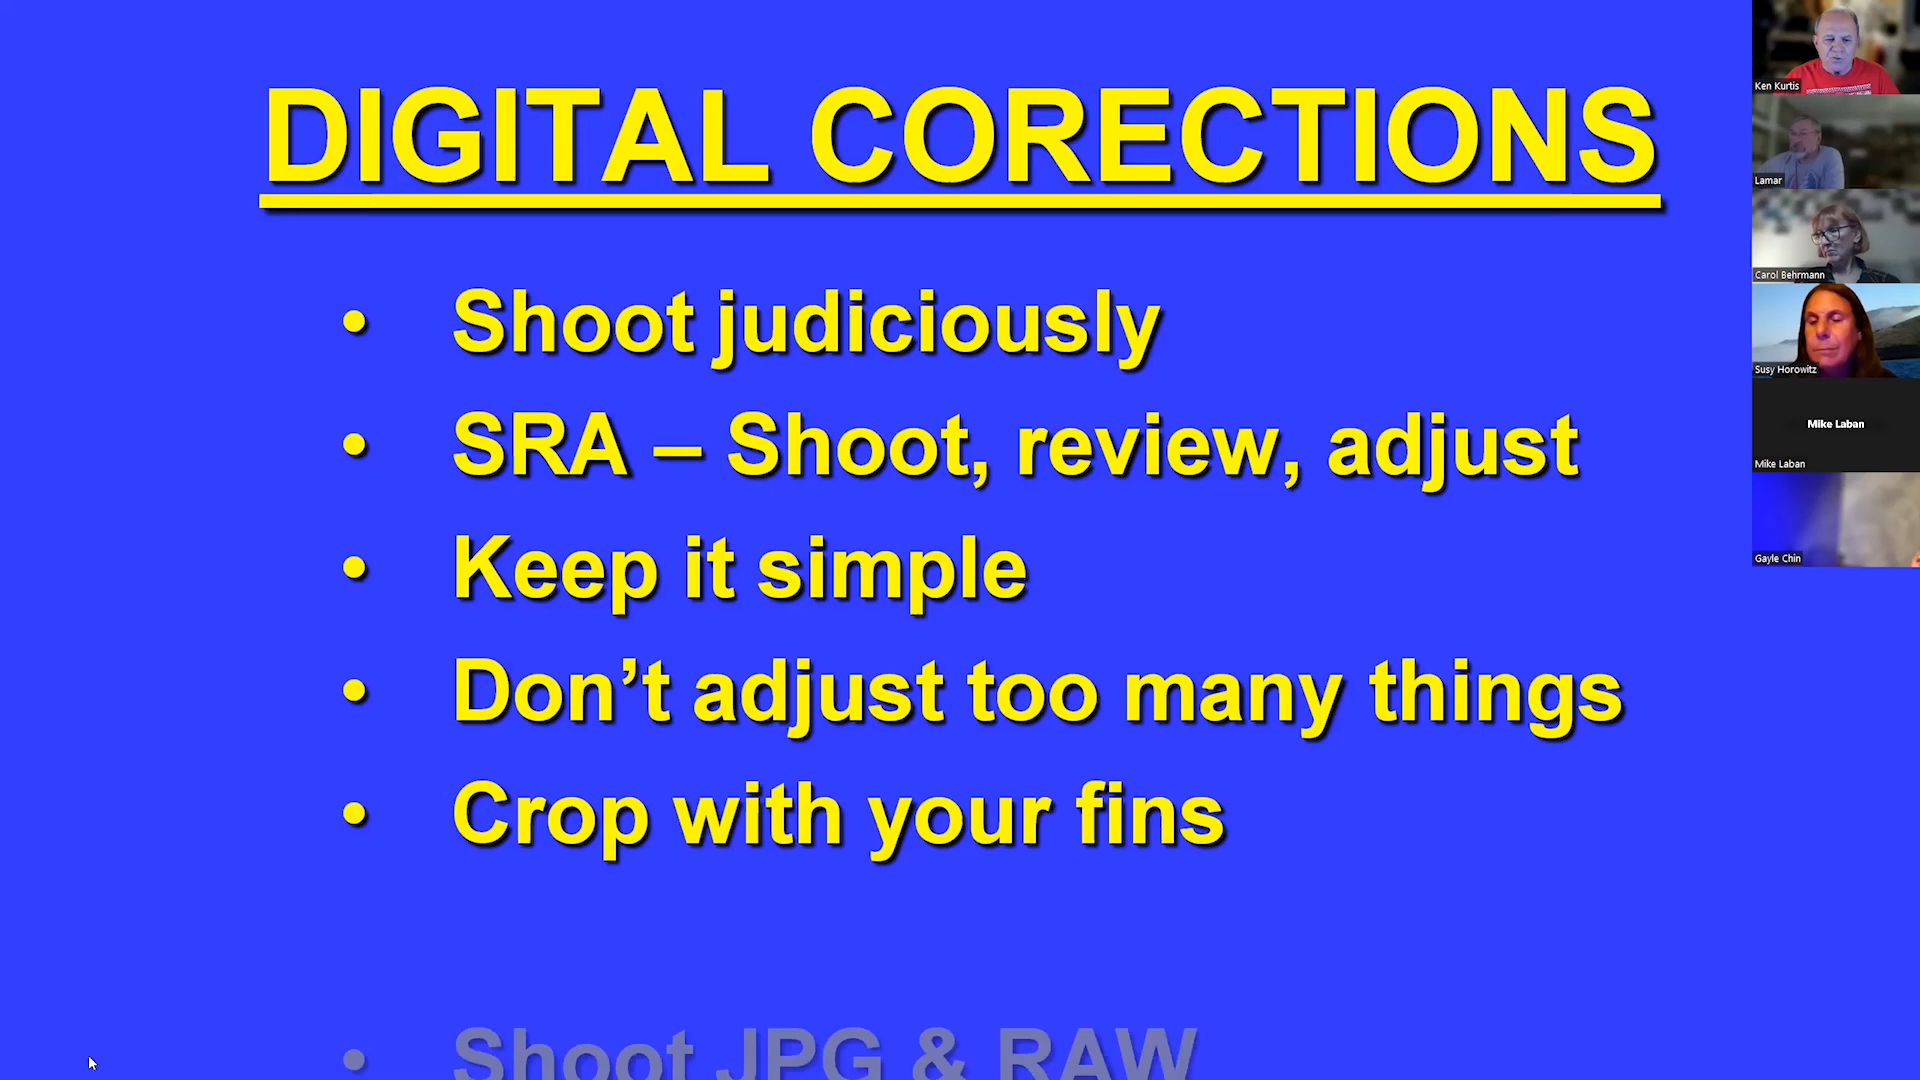 DIGITAL CORECTIONS
• Shoot judiciously
• SRA – Shoot, review, adjust
• Keep it simple
• Don’t adjust too many things
• Crop with your fins
• Shoot JPG & RAW
Ken Kurtis
Lamar
Carol Behrmann
Susy Horowitz
Mike Laban
Mike Laban
Gayle Chin